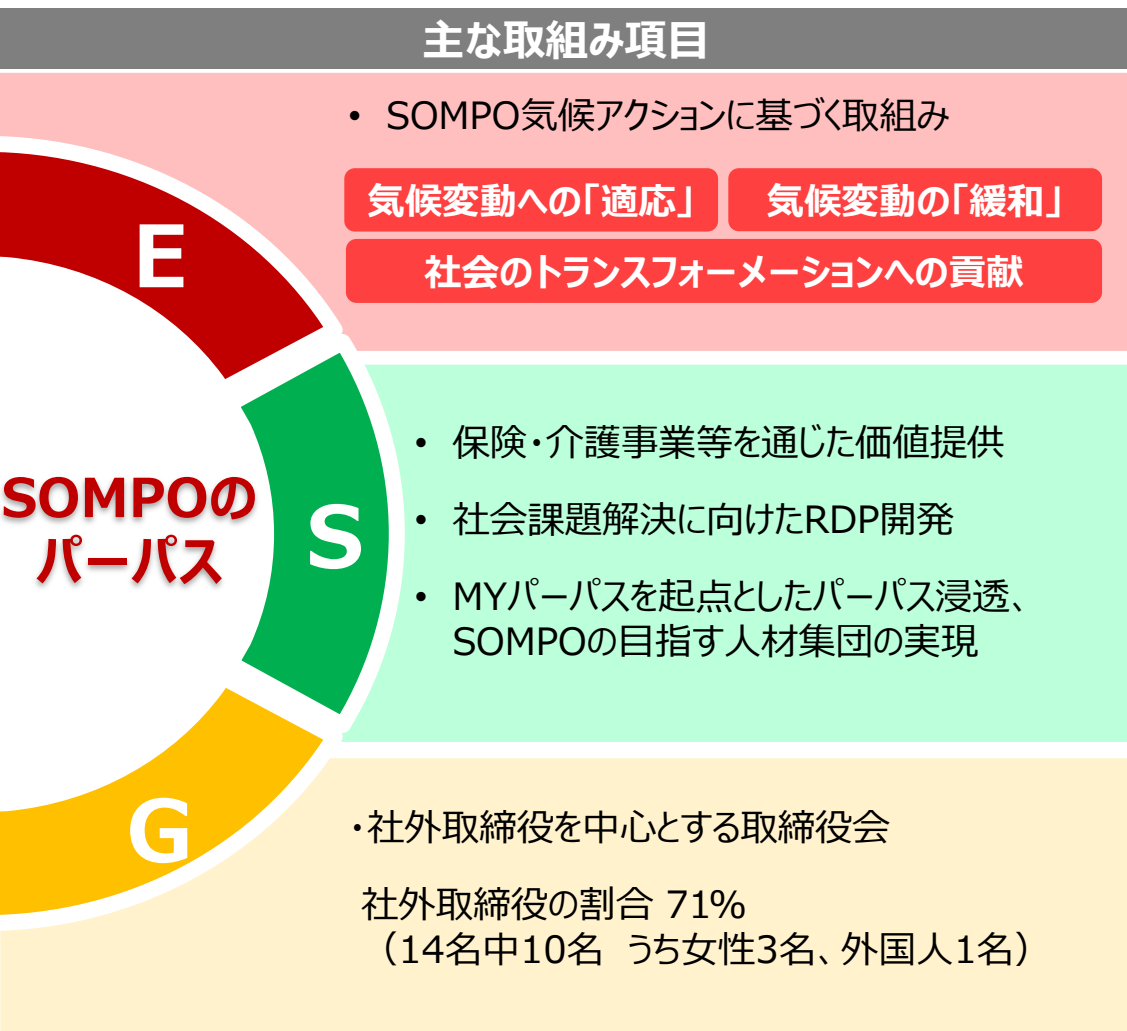 主な取組み項目
• SOMPO気候アクションに基づく取組み
気候変動への「適応」
気候変動の「緩和」
社会のトランスフォーメーションへの貢献
E
SOMPOの
パーパス
S
• 保険・介護事業等を通じた価値提供
• 社会課題解決に向けたRDP開発
• MYパーパスを起点としたパーパス浸透、
SOMPOの目指す人材集団の実現
G
・社外取締役を中心とする取締役会
社外取締役の割合 71%
（14名中10名 うち女性3名、外国人1名）